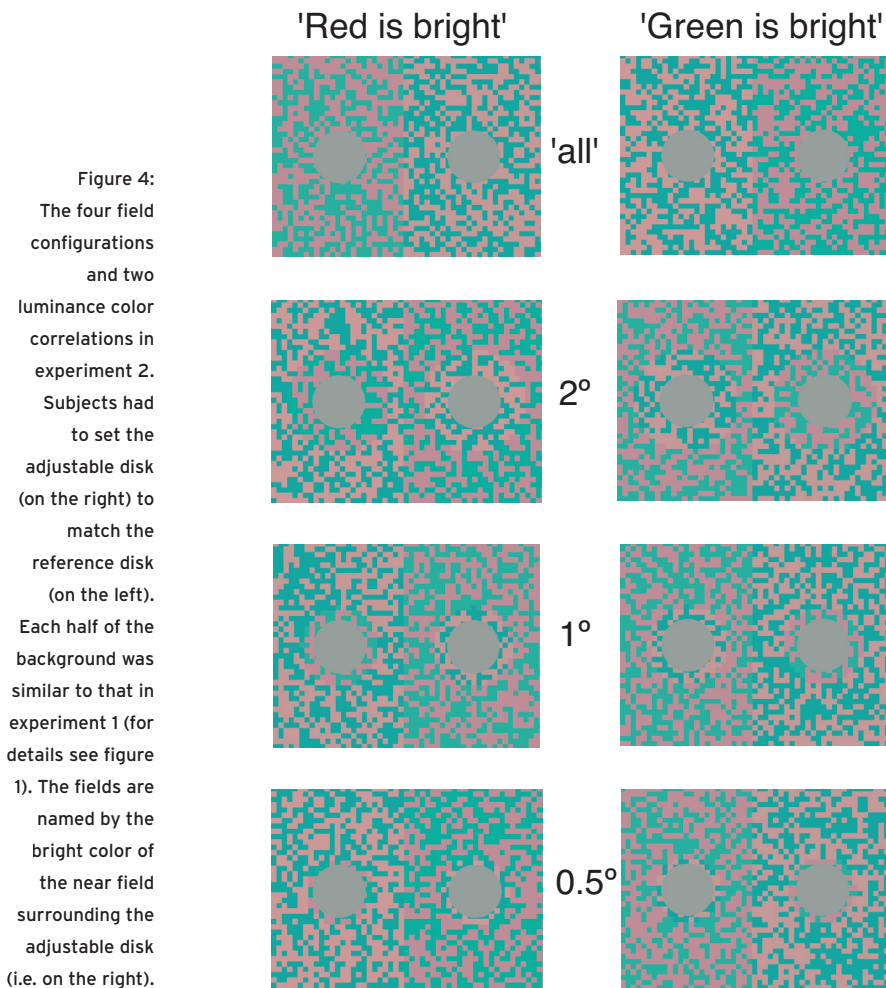 'Red is bright'
'Green is bright'
'all'
2º
1º
0.5º
Figure 4:
The four field
configurations
and two
luminance color
correlations in
experiment 2.
Subjects had
to set the
adjustable disk
(on the right) to
match the
reference disk
(on the left).
Each half of the
background was
similar to that in
experiment 1 (for
details see figure
1). The fields are
named by the
bright color of
the near field
surrounding the
adjustable disk
(i.e. on the right).